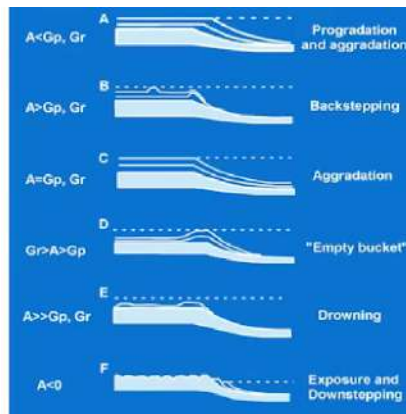 A
A<Gp, Gr
Progradation
and aggradation
B
A>Gp, Gr
Backstepping
C
A=Gp, Gr
Aggradation
D
Gr>A>Gp
"Empty bucket"
E
A>>Gp, Gr
Drowning
F
A<0
Exposure and
Downstepping